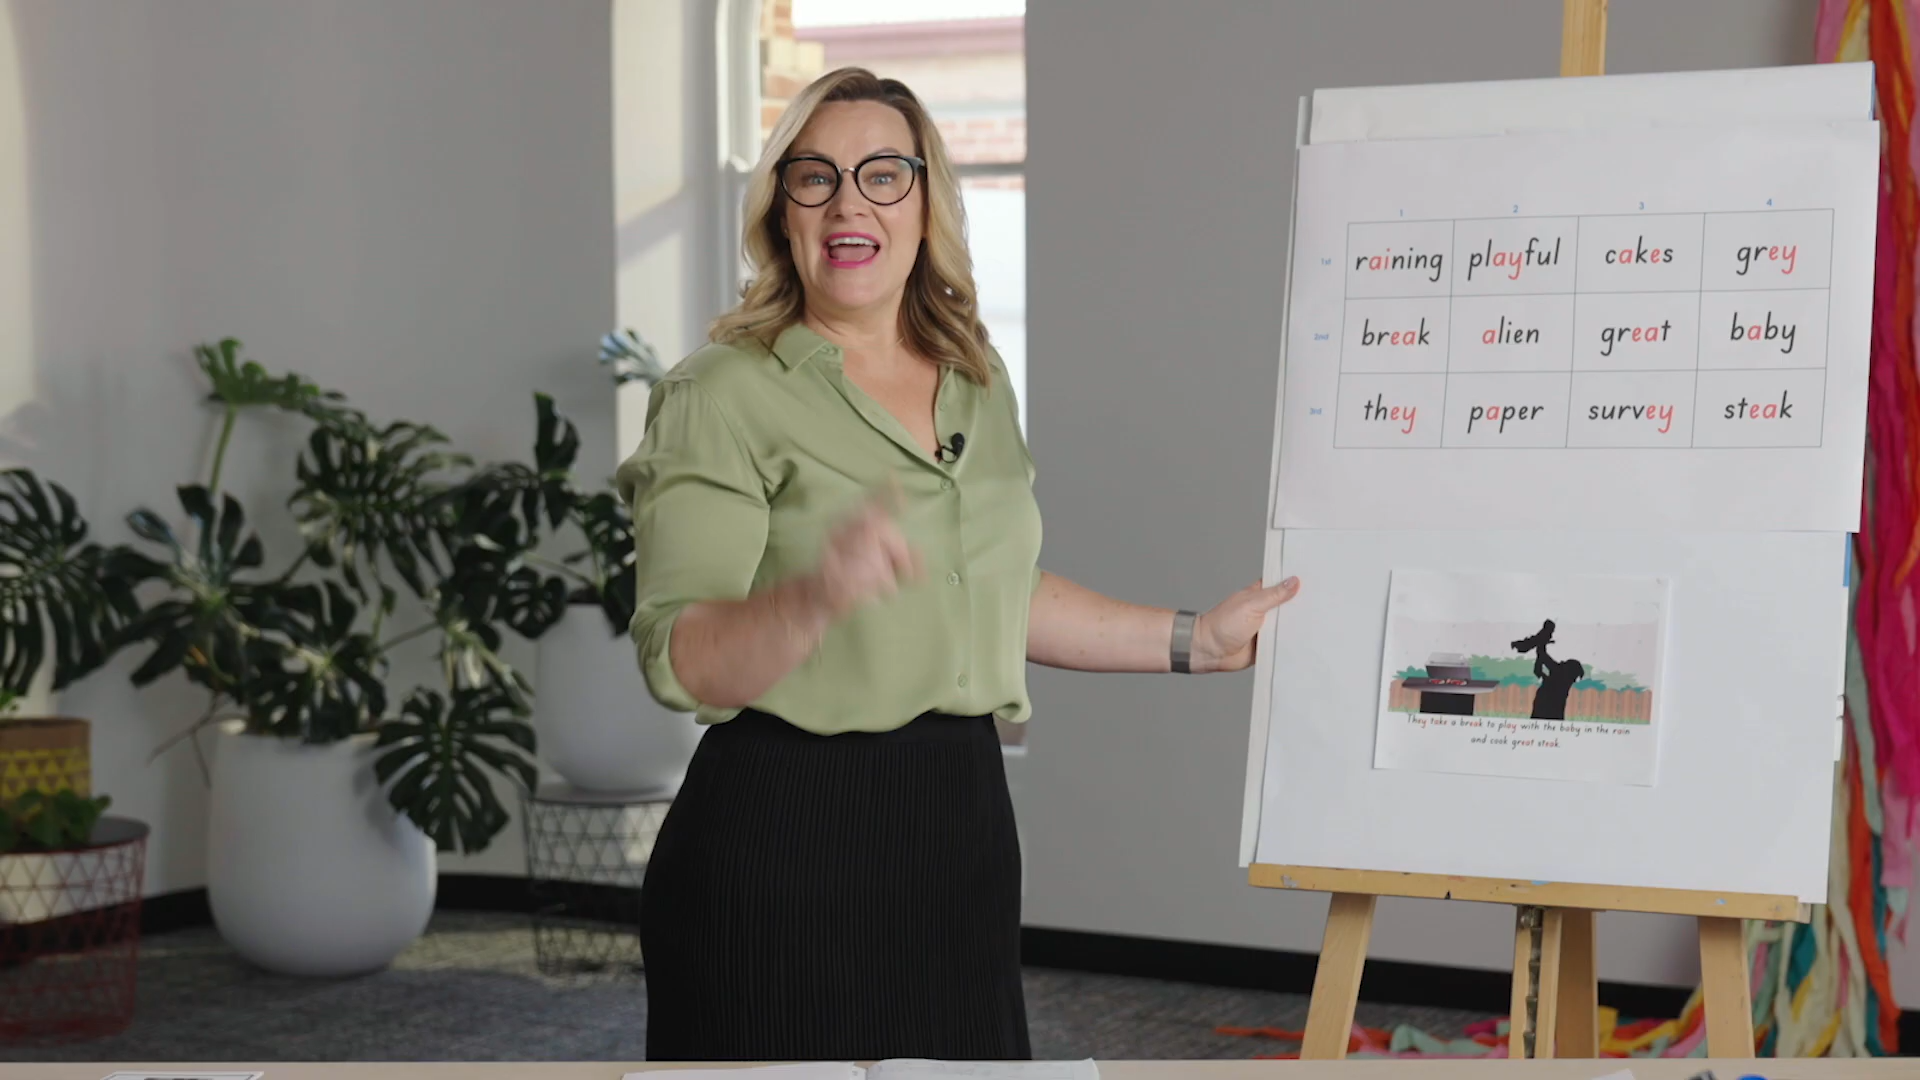 1 2 3 4
1st raining playful cakes grey
2nd break alien great baby
3rd they paper survey steak
They take a break to play with the baby in the rain
and cook great steak.